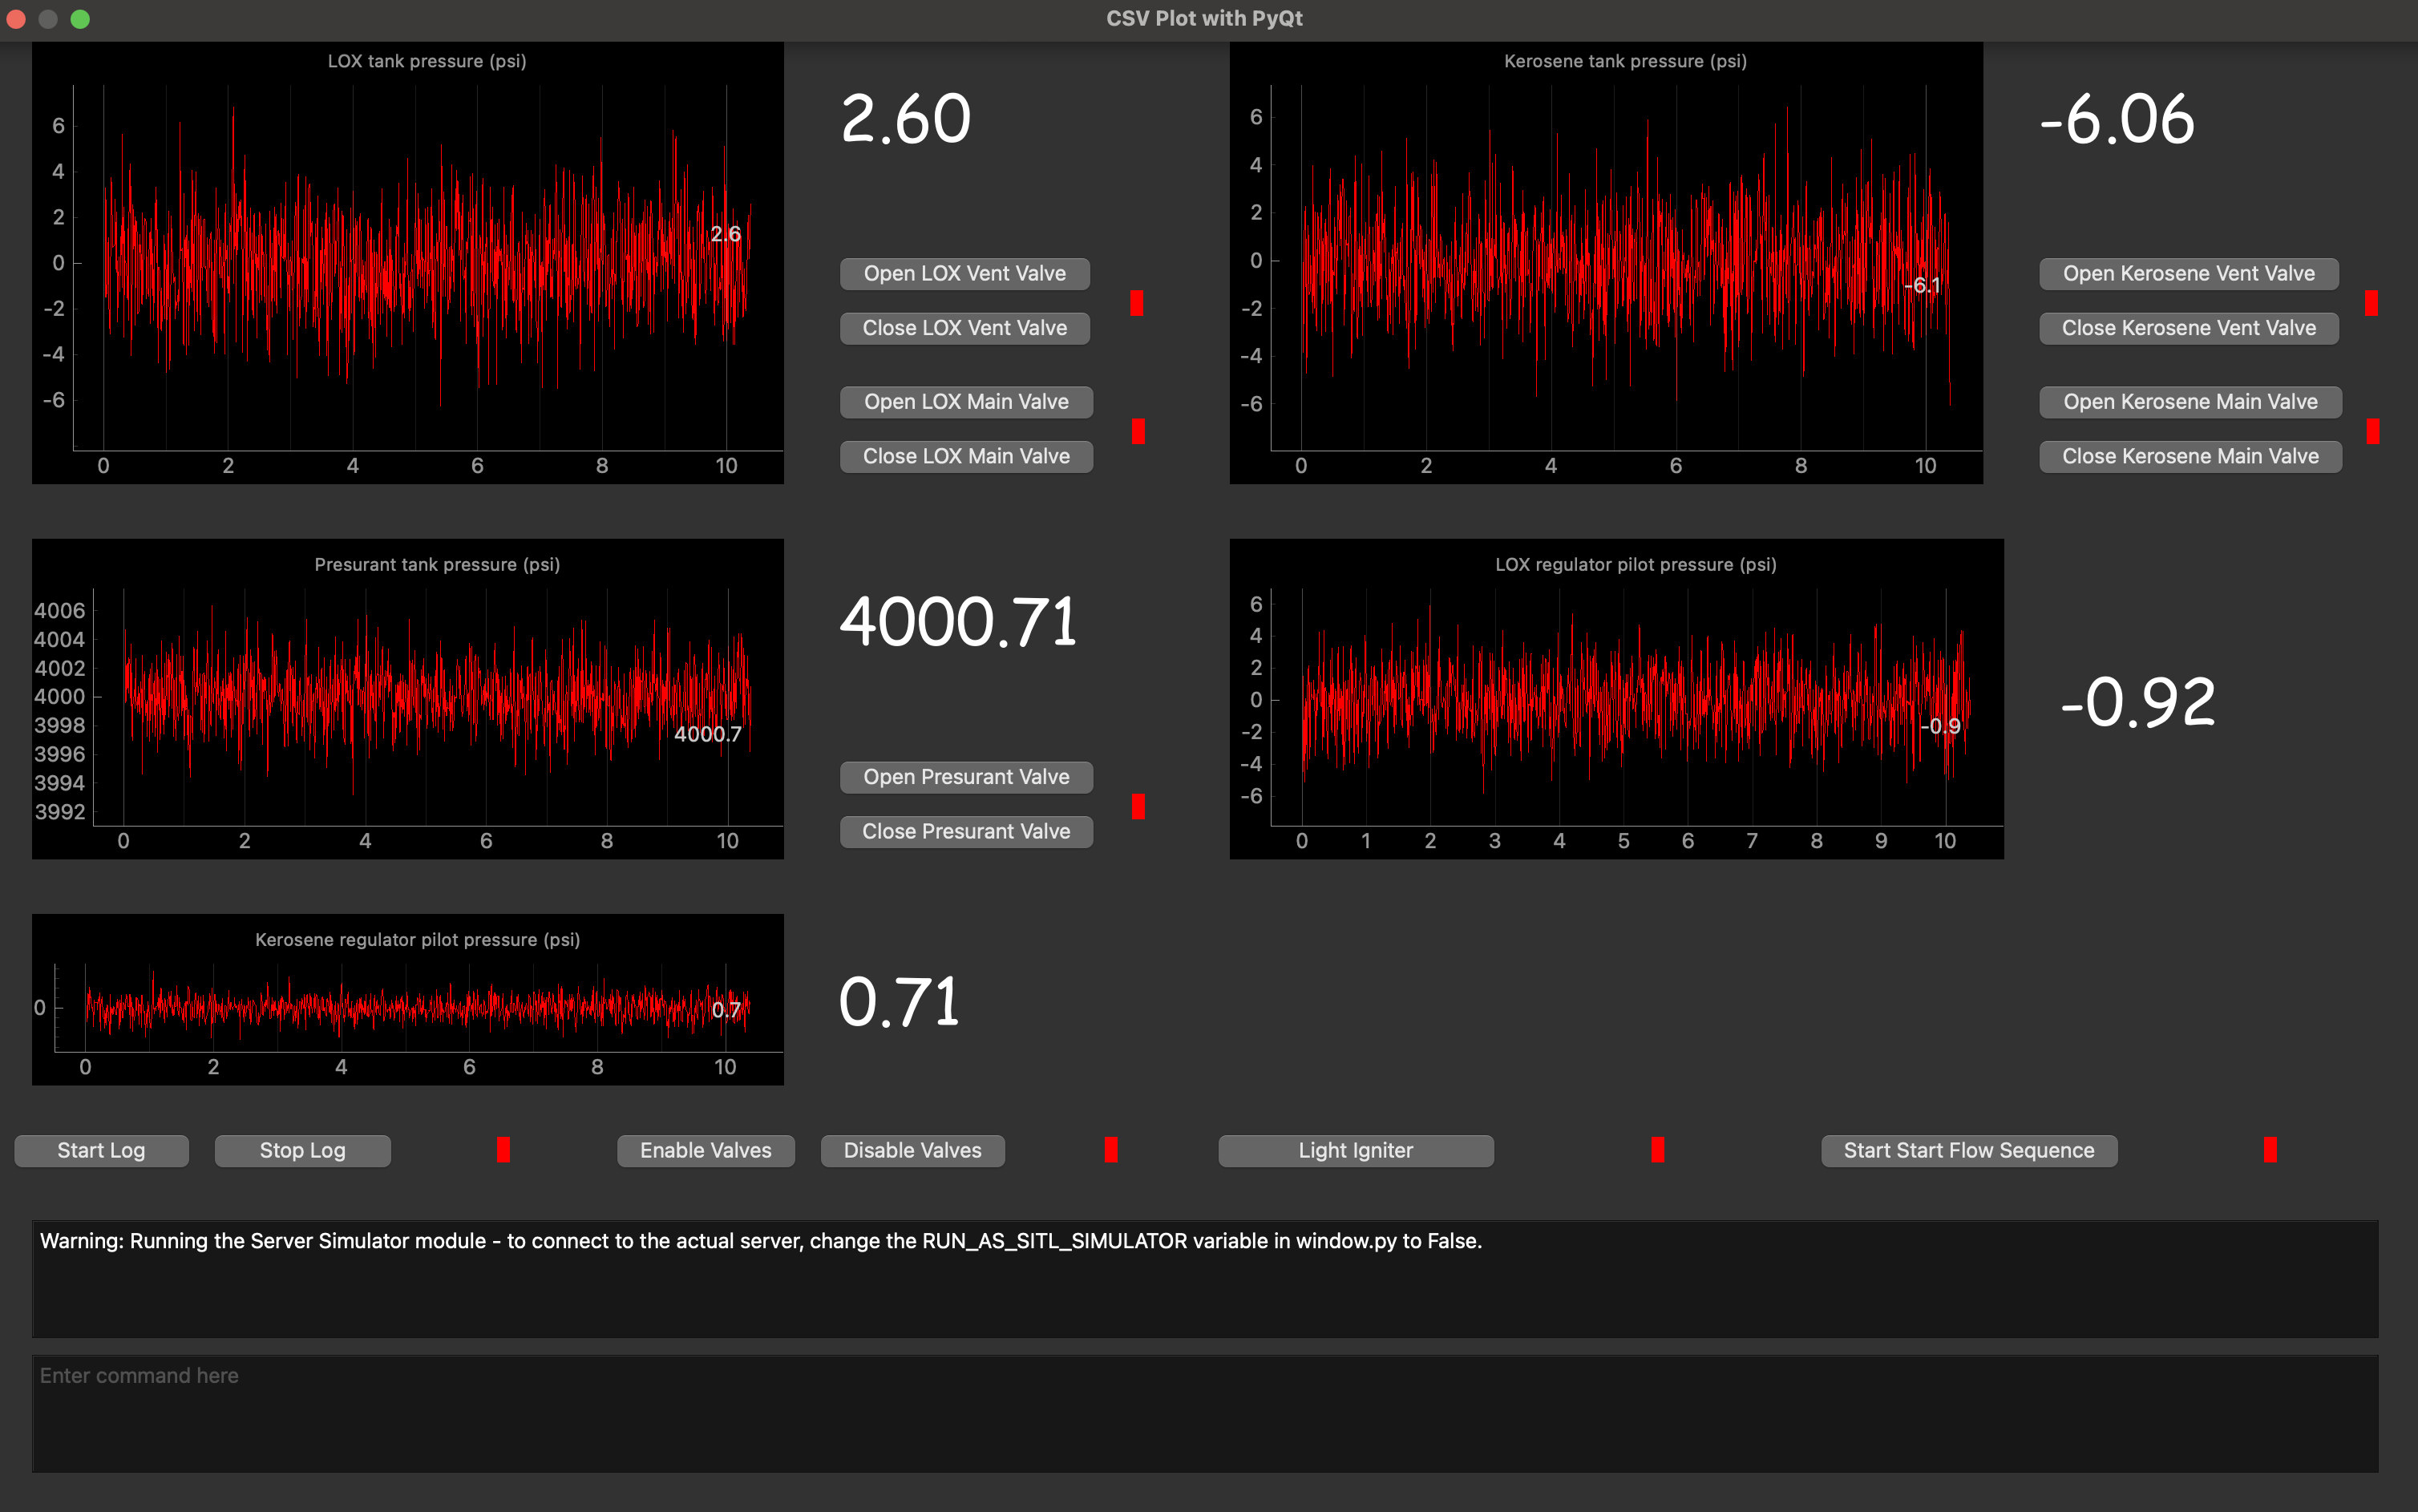 CSV Plot with PyQt
LOX tank pressure (psi)
6
4
2
0
-2
-4
-6
2.6
0 2 4 6 8 10
2.60
Open LOX Vent Valve
Close LOX Vent Valve
Open LOX Main Valve
Close LOX Main Valve
Kerosene tank pressure (psi)
6
4
2
0
-2
-4
-6
-6.1
0 2 4 6 8 10
-6.06
Open Kerosene Vent Valve
Close Kerosene Vent Valve
Open Kerosene Main Valve
Close Kerosene Main Valve
Presurant tank pressure (psi)
4006
4004
4002
4000
3998
3996
3994
3992
4000.7
0 2 4 6 8 10
4000.71
Open Presurant Valve
Close Presurant Valve
LOX regulator pilot pressure (psi)
6
4
2
0
-2
-4
-6
-0.9
0 1 2 3 4 5 6 7 8 9 10
-0.92
Kerosene regulator pilot pressure (psi)
0
0.7
0 2 4 6 8 10
0.71
Start Log Stop Log Enable Valves Disable Valves Light Igniter Start Start Flow Sequence
Warning: Running the Server Simulator module - to connect to the actual server, change the RUN_AS_SITL_SIMULATOR variable in window.py to False.
Enter command here